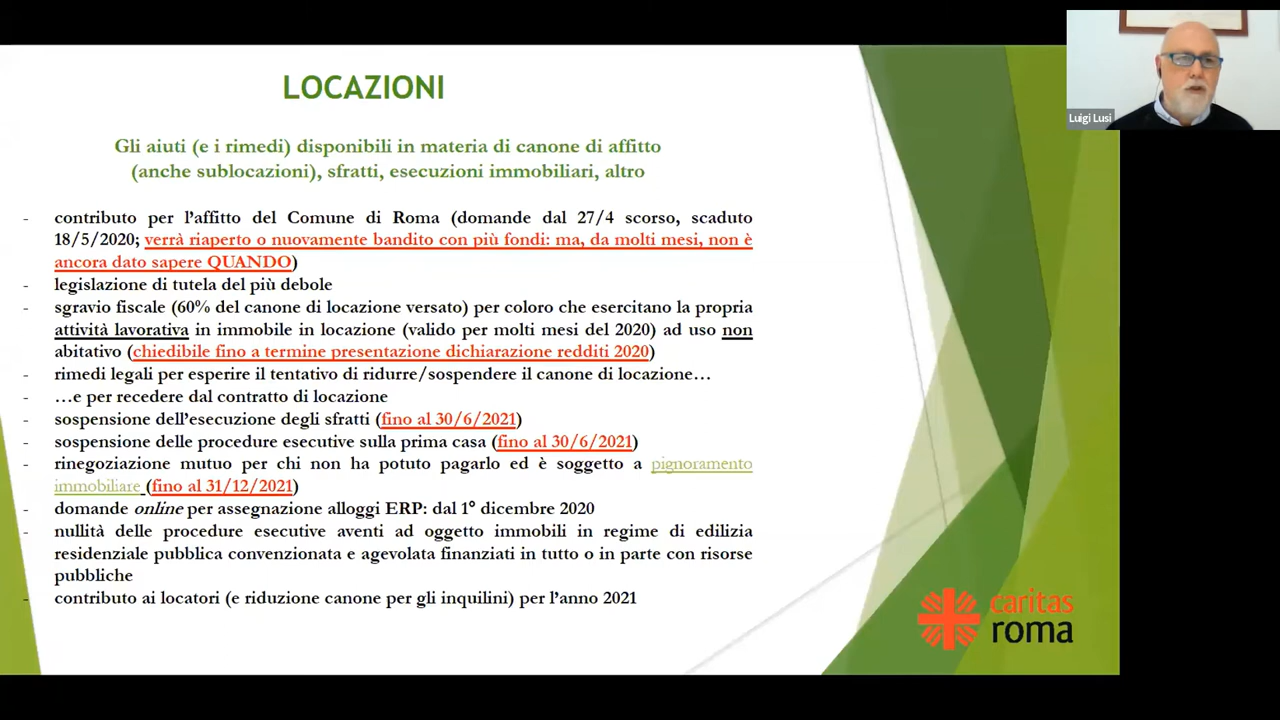 LOCAZIONI
Luigi Lusi
Gli aiuti (e i rimedi) disponibili in materia di canone di affitto
(anche sublocazioni), sfratti, esecuzioni immobiliari, altro
- contributo per l'affitto del Comune di Roma (domande dal 27/4 scorso, scaduto
18/5/2020; verrà riaperto o nuovamente bandito con più fondi: ma, da molti mesi, non è
ancora dato sapere QUANDO)
- legislazione di tutela del più debole
- sgravio fiscale (60% del canone di locazione versato) per coloro che esercitano la propria
attività lavorativa in immobile in locazione (valido per molti mesi del 2020) ad uso non
abitativo (chiedibile fino a termine presentazione dichiarazione redditi 2020)
- rimedi legali per esperire il tentativo di ridurre/sospendere il canone di locazione…
- …e per recedere dal contratto di locazione
- sospensione dell'esecuzione degli sfratti (fino al 30/6/2021)
- sospensione delle procedure esecutive sulla prima casa (fino al 30/6/2021)
- rinegoziazione mutuo per chi non ha potuto pagarlo ed è soggetto a pignoramento
immobiliare (fino al 31/12/2021)
- domande online per assegnazione alloggi ERP: dal 1° dicembre 2020
- nullità delle procedure esecutive aventi ad oggetto immobili in regime di edilizia
residenziale pubblica convenzionata e agevolata finanziati in tutto o in parte con risorse
pubbliche
- contributo ai locatori (e riduzione canone per gli inquilini) per l'anno 2021
caritas
roma